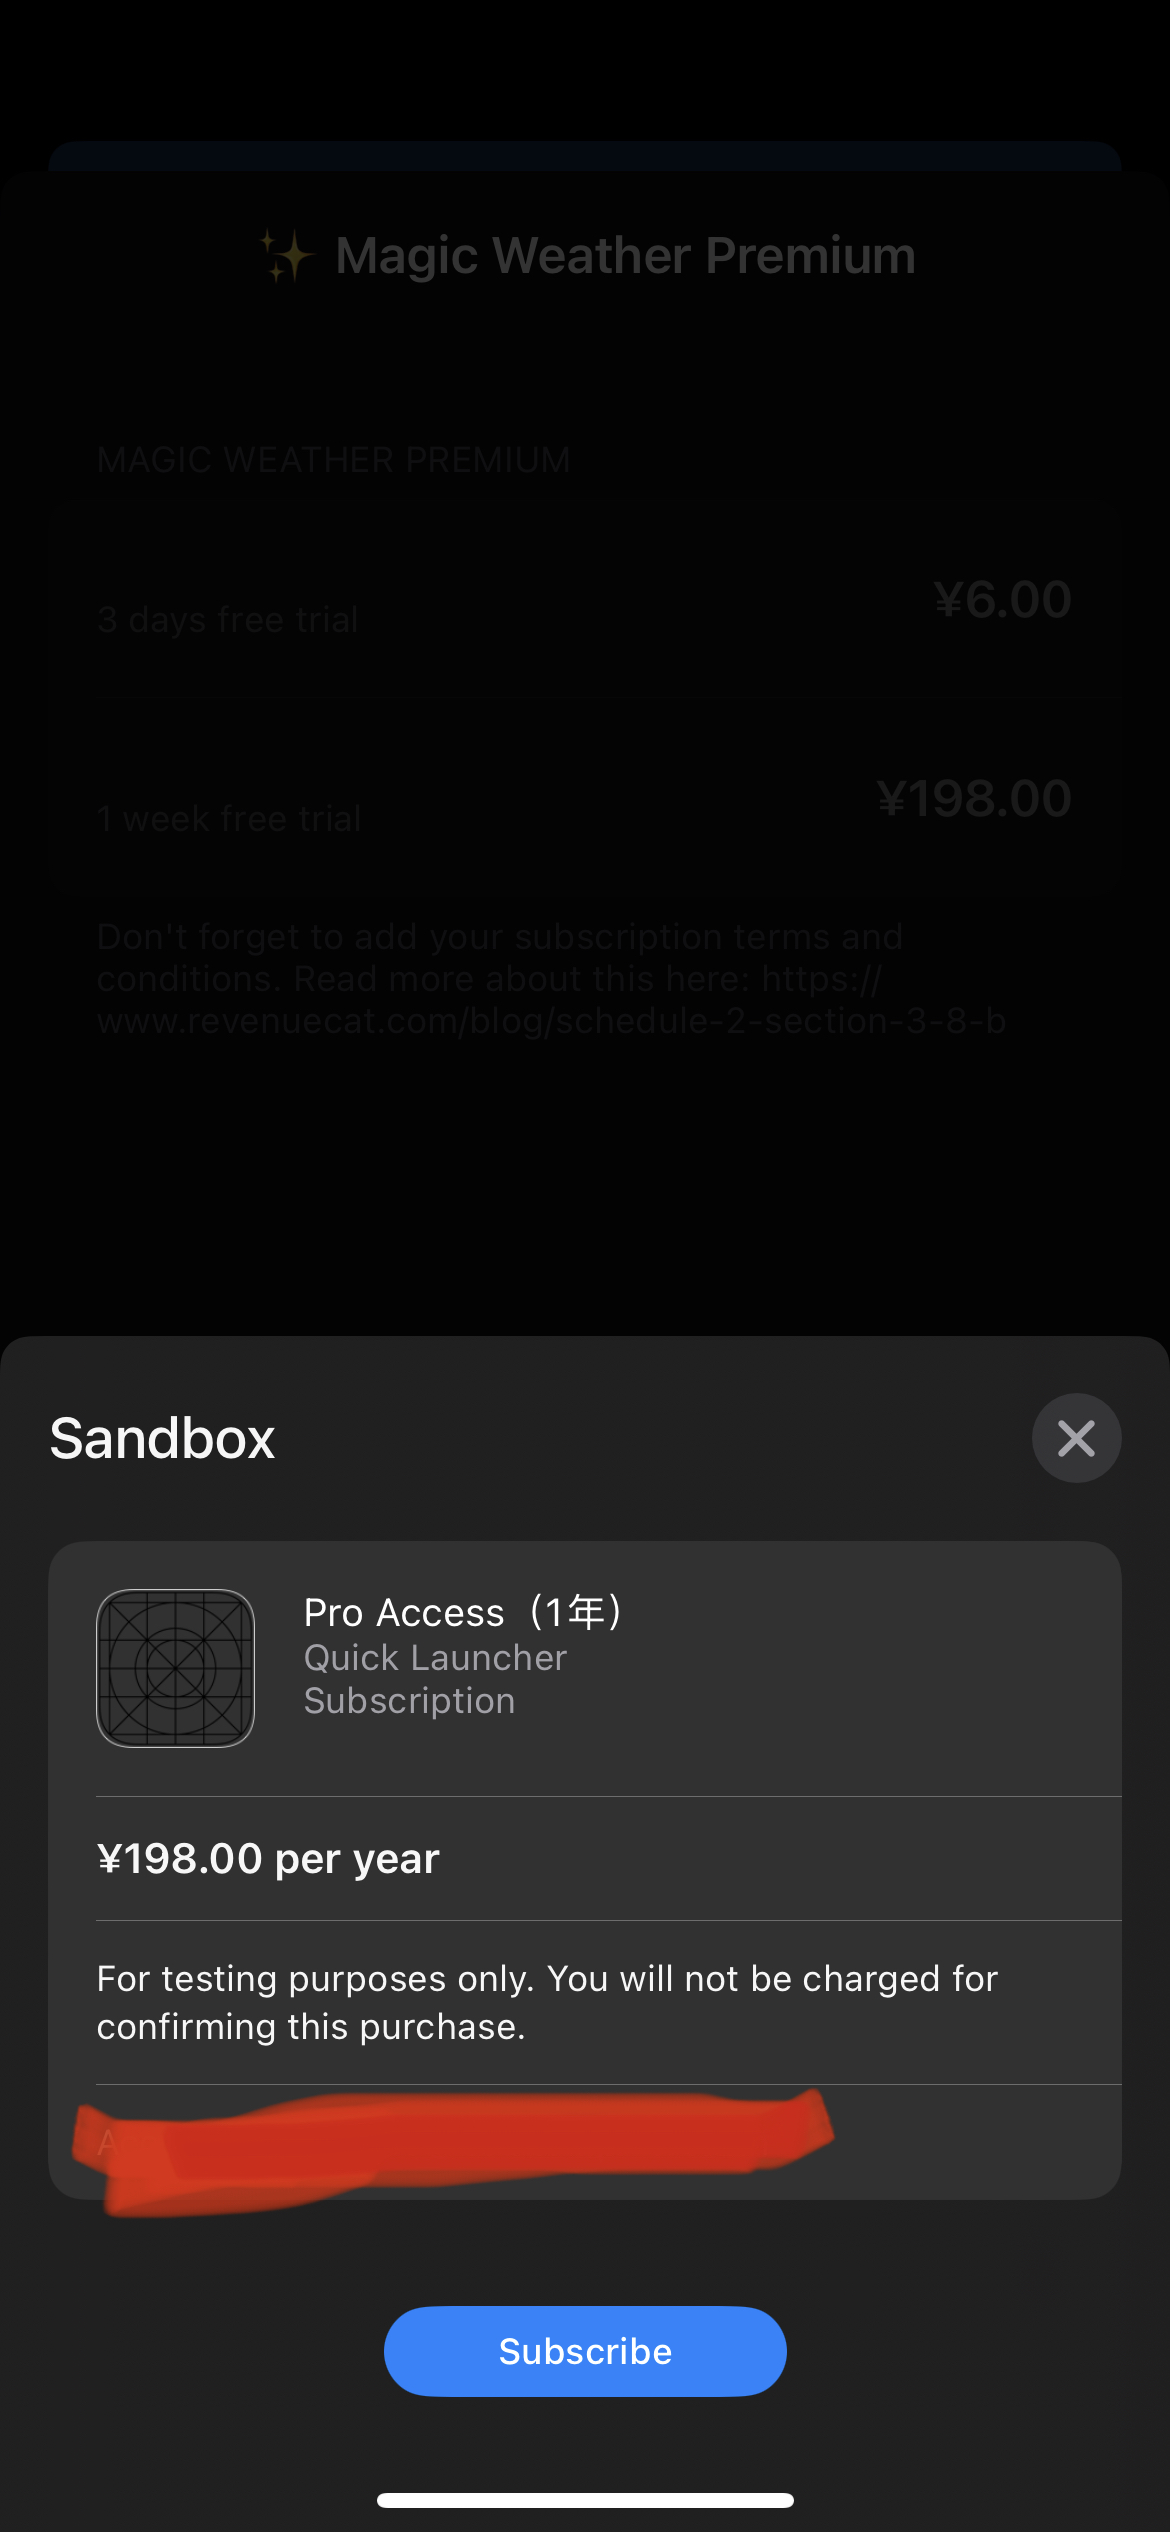 ✨ Magic Weather Premium
MAGIC WEATHER PREMIUM
¥6.00
3 days free trial
¥198.00
1 week free trial
Don't forget to add your subscription terms and
conditions. Read more about this here: https://
www.revenuecat.com/blog/schedule-2-section-3-8-b
Sandbox
Pro Access（1年）
Quick Launcher
Subscription
¥198.00 per year
For testing purposes only. You will not be charged for
confirming this purchase.
Subscribe